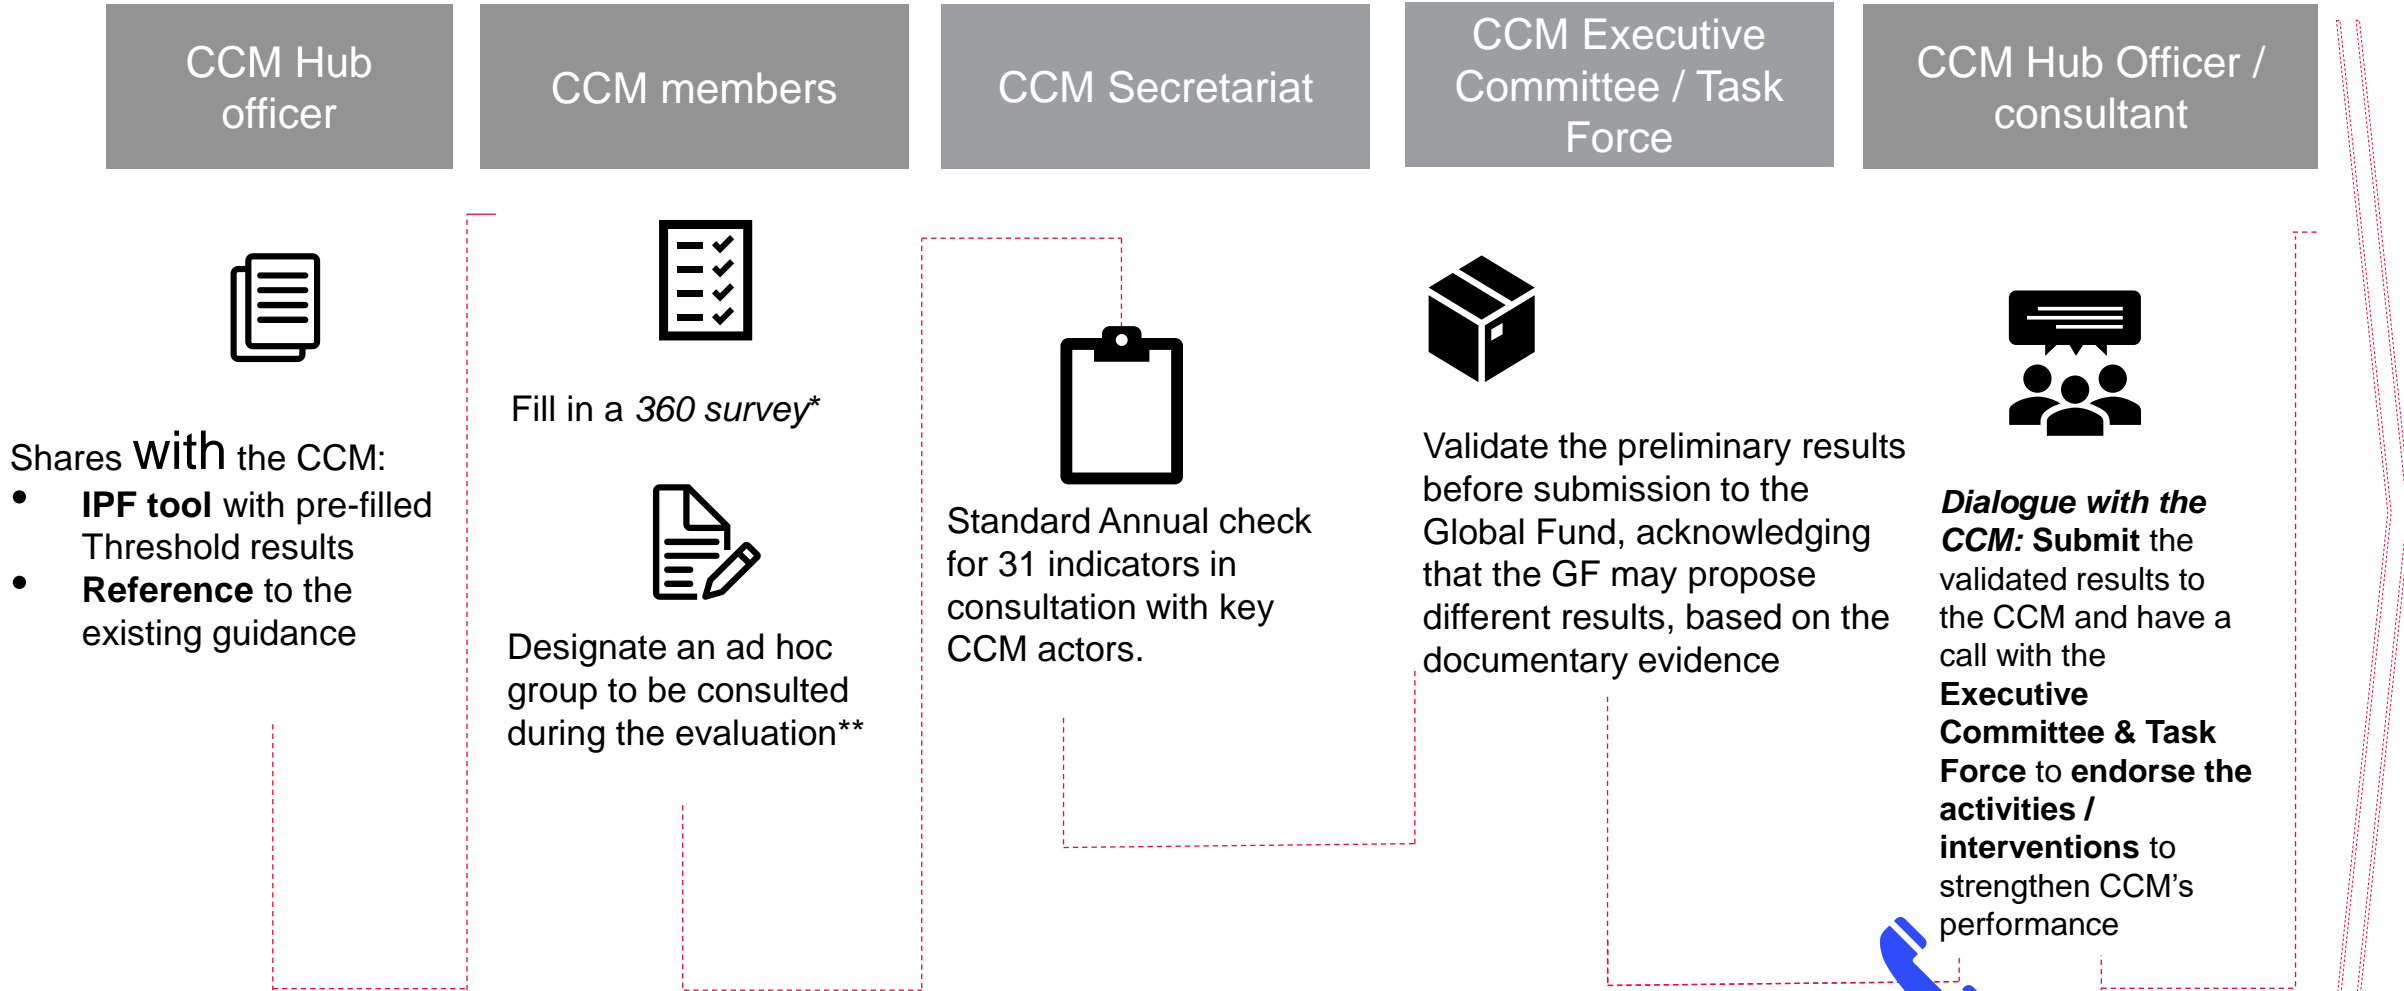 CCM Hub
officer
CCM members
CCM Secretariat
CCM Executive
Committee / Task
Force
CCM Hub Officer /
consultant
Shares with the CCM:
• IPF tool with pre-filled
Threshold results
• Reference to the
existing guidance
Fill in a 360 survey*
Designate an ad hoc
group to be consulted
during the evaluation**
Standard Annual check
for 31 indicators in
consultation with key
CCM actors.
Validate the preliminary results
before submission to the
Global Fund, acknowledging
that the GF may propose
different results, based on the
documentary evidence
Dialogue with the
CCM: Submit the
validated results to
the CCM and have a
call with the
Executive
Committee & Task
Force to endorse the
activities /
interventions to
strengthen CCM’s
performance